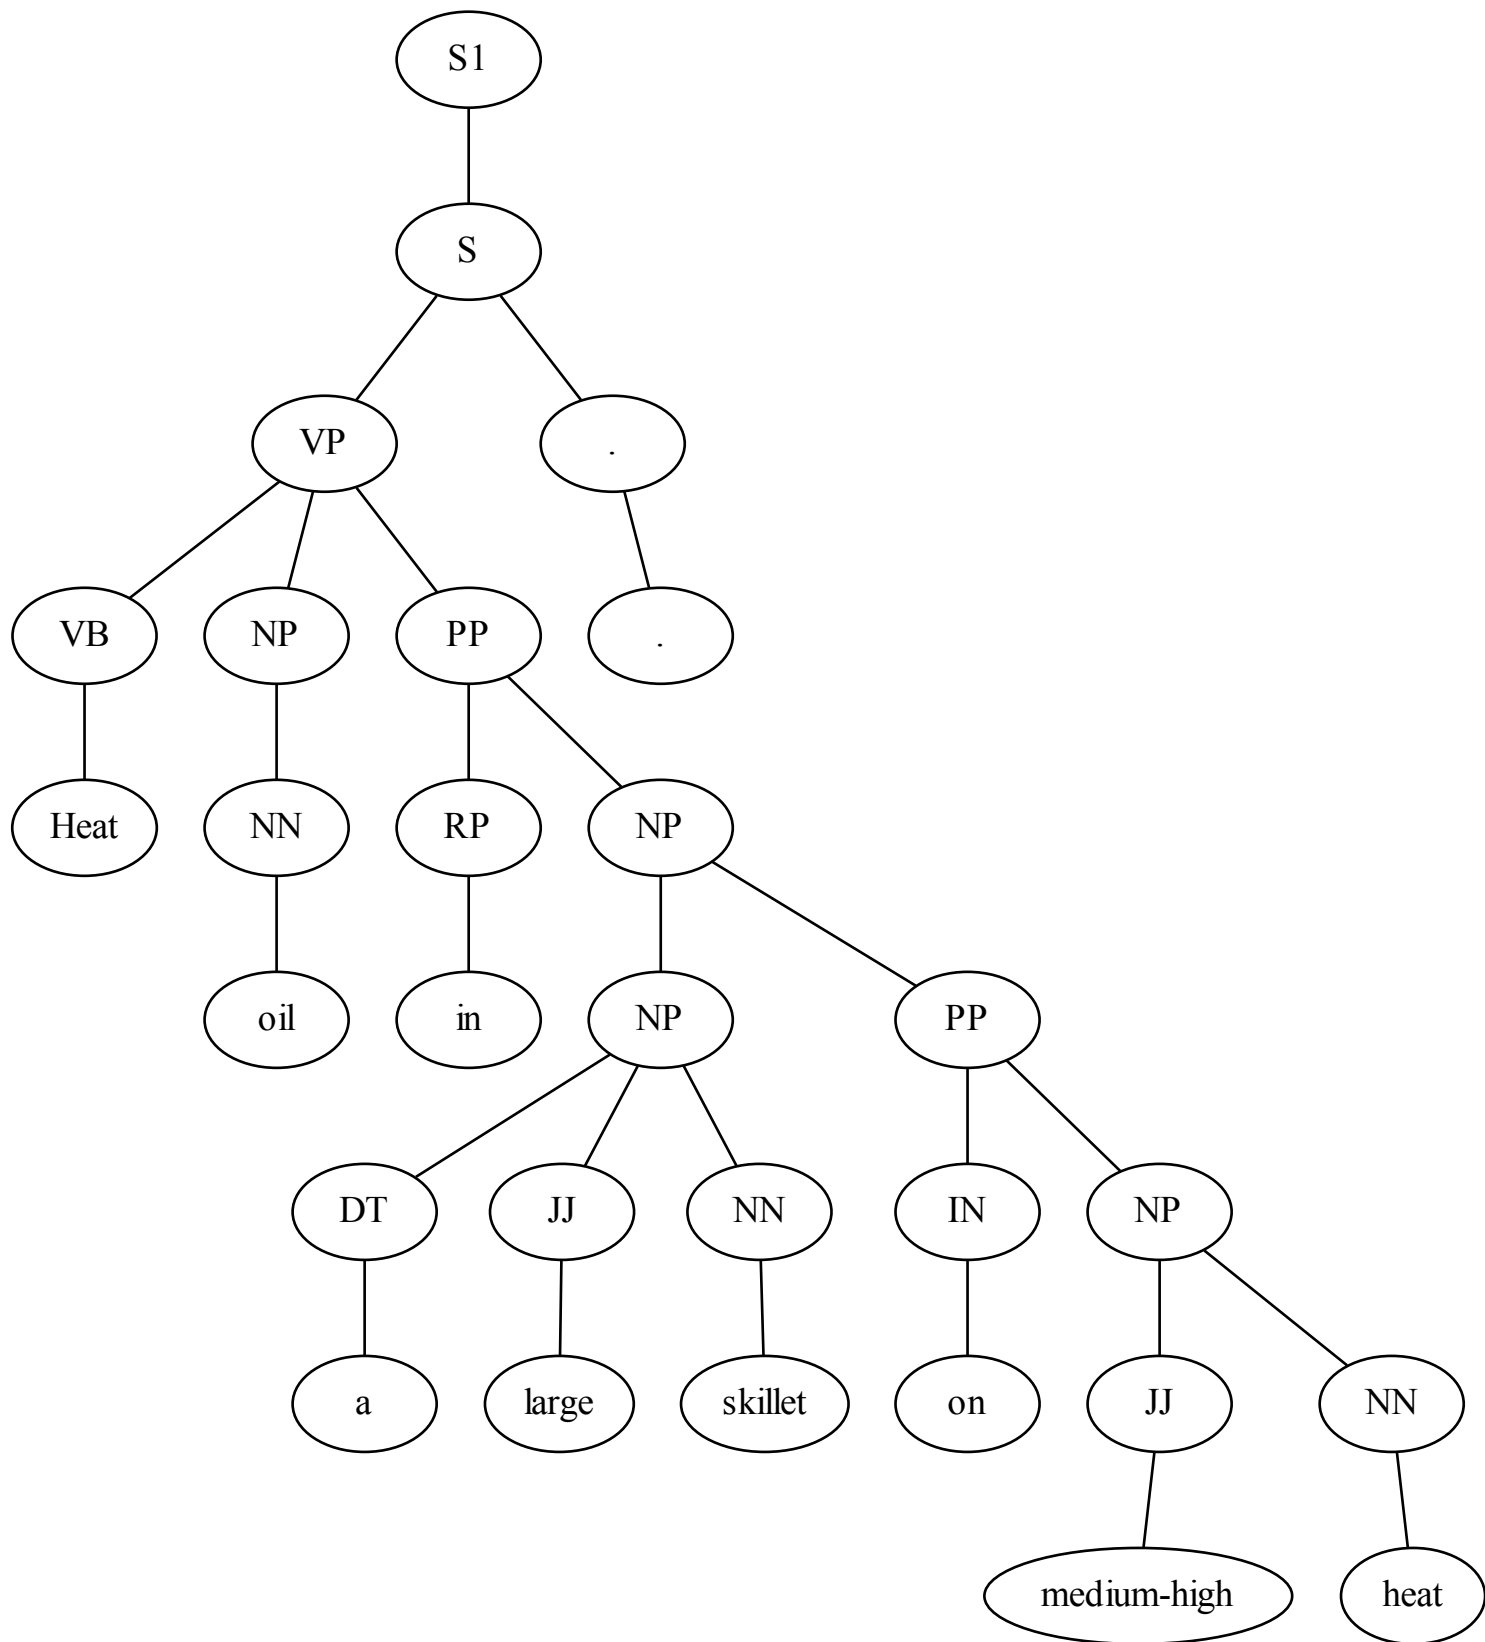 S1
S
VP .
VB NP PP .
Heat NN RP NP
oil in NP PP
DT JJ NN IN NP
a large skillet on JJ NN
medium-high heat